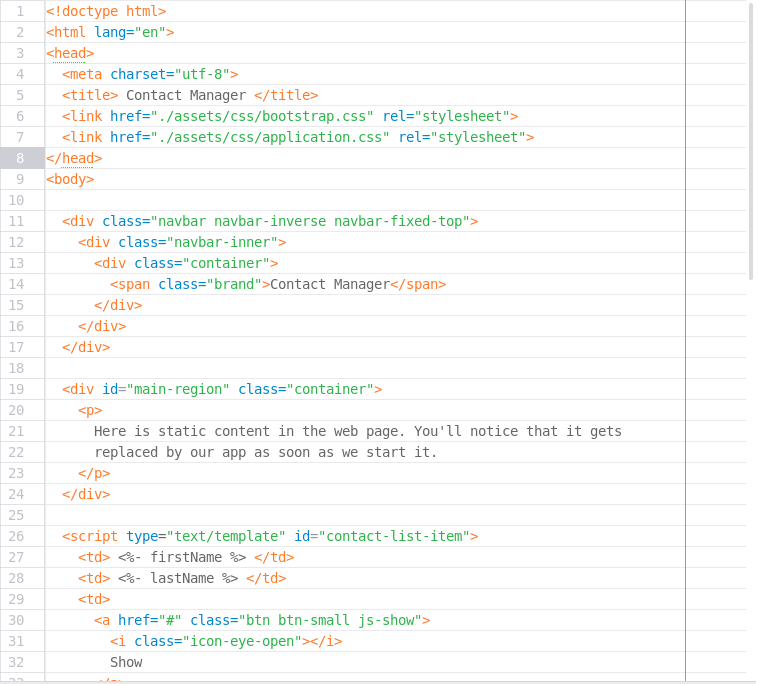 1 <!doctype html>
2 <html lang="en">
3 <head>
4 <meta charset="utf-8">
5 <title> Contact Manager </title>
6 <link href="./assets/css/bootstrap.css" rel="stylesheet">
7 <link href="./assets/css/application.css" rel="stylesheet">
8 </head>
9 <body>
10
11 <div class="navbar navbar-inverse navbar-fixed-top">
12 <div class="navbar-inner">
13 <div class="container">
14 <span class="brand">Contact Manager</span>
15 </div>
16 </div>
17 </div>
18
19 <div id="main-region" class="container">
20 <p>
21 Here is static content in the web page. You'll notice that it gets
22 replaced by our app as soon as we start it.
23 </p>
24 </div>
25
26 <script type="text/template" id="contact-list-item">
27 <td> <%- firstName %> </td>
28 <td> <%- lastName %> </td>
29 <td>
30 <a href="#" class="btn btn-small js-show">
31 <i class="icon-eye-open"></i>
32 Show